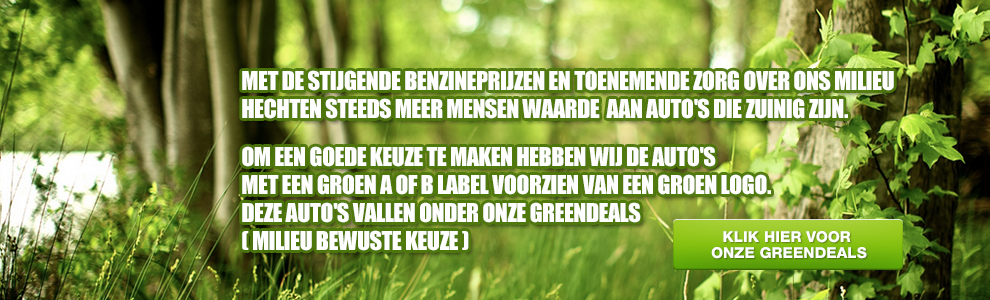 MET DE STIJGENDE BENZINEPRIJZEN EN TOENEMENDE ZORG OVER ONS MILIEU
HECHTEN STEEDS MEER MENSEN WAARDE AAN AUTO'S DIE ZUINIG ZIJN.
OM EEN GOEDE KEUZE TE MAKEN HEBBEN WIJ DE AUTO'S
MET EEN GROEN A OF B LABEL VOORZIEN VAN EEN GROEN LOGO.
DEZE AUTO'S VALLEN ONDER ONZE GREENDEALS
( MILIEU BEWUSTE KEUZE )
KLIK HIER VOOR
ONZE GREENDEALS